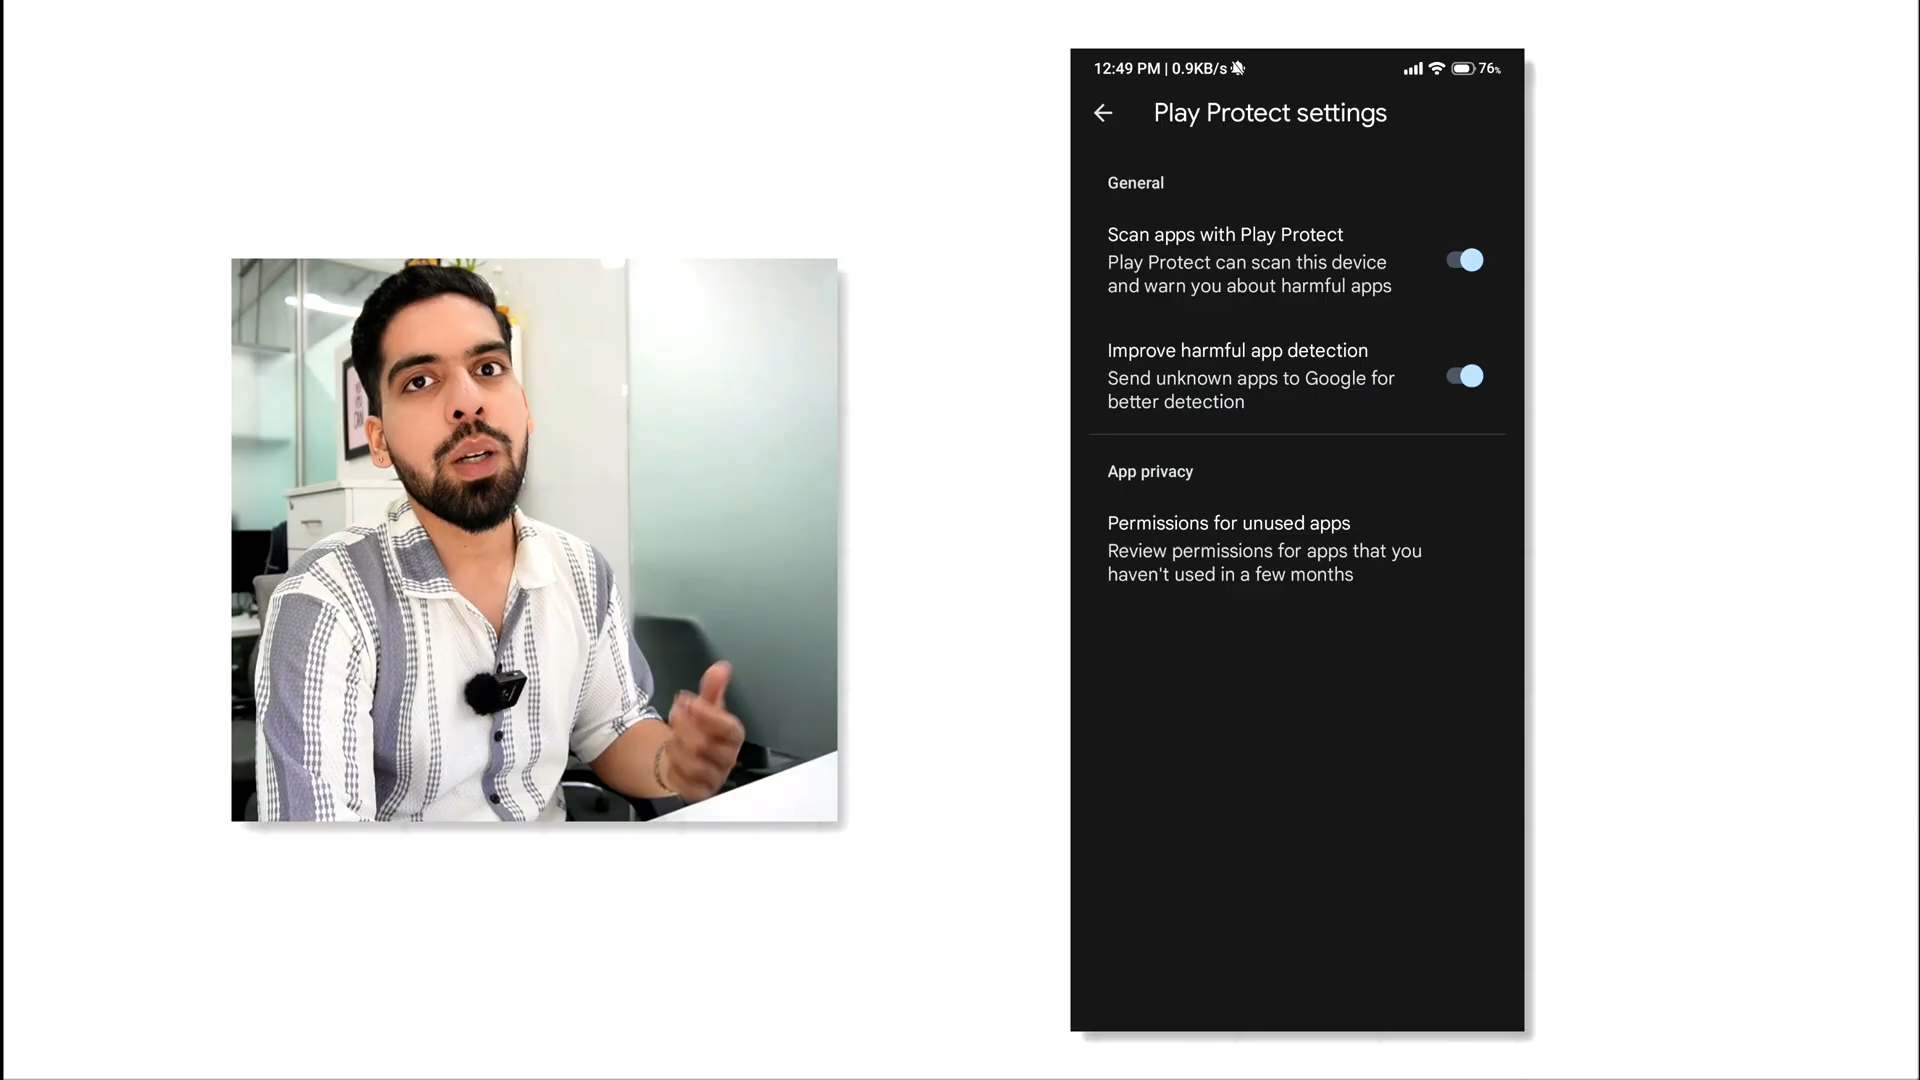 12:49 PM | 0.9KB/s
76%
Play Protect settings
General
Scan apps with Play Protect
Play Protect can scan this device
and warn you about harmful apps
Improve harmful app detection
Send unknown apps to Google for
better detection
App privacy
Permissions for unused apps
Review permissions for apps that you
haven't used in a few months